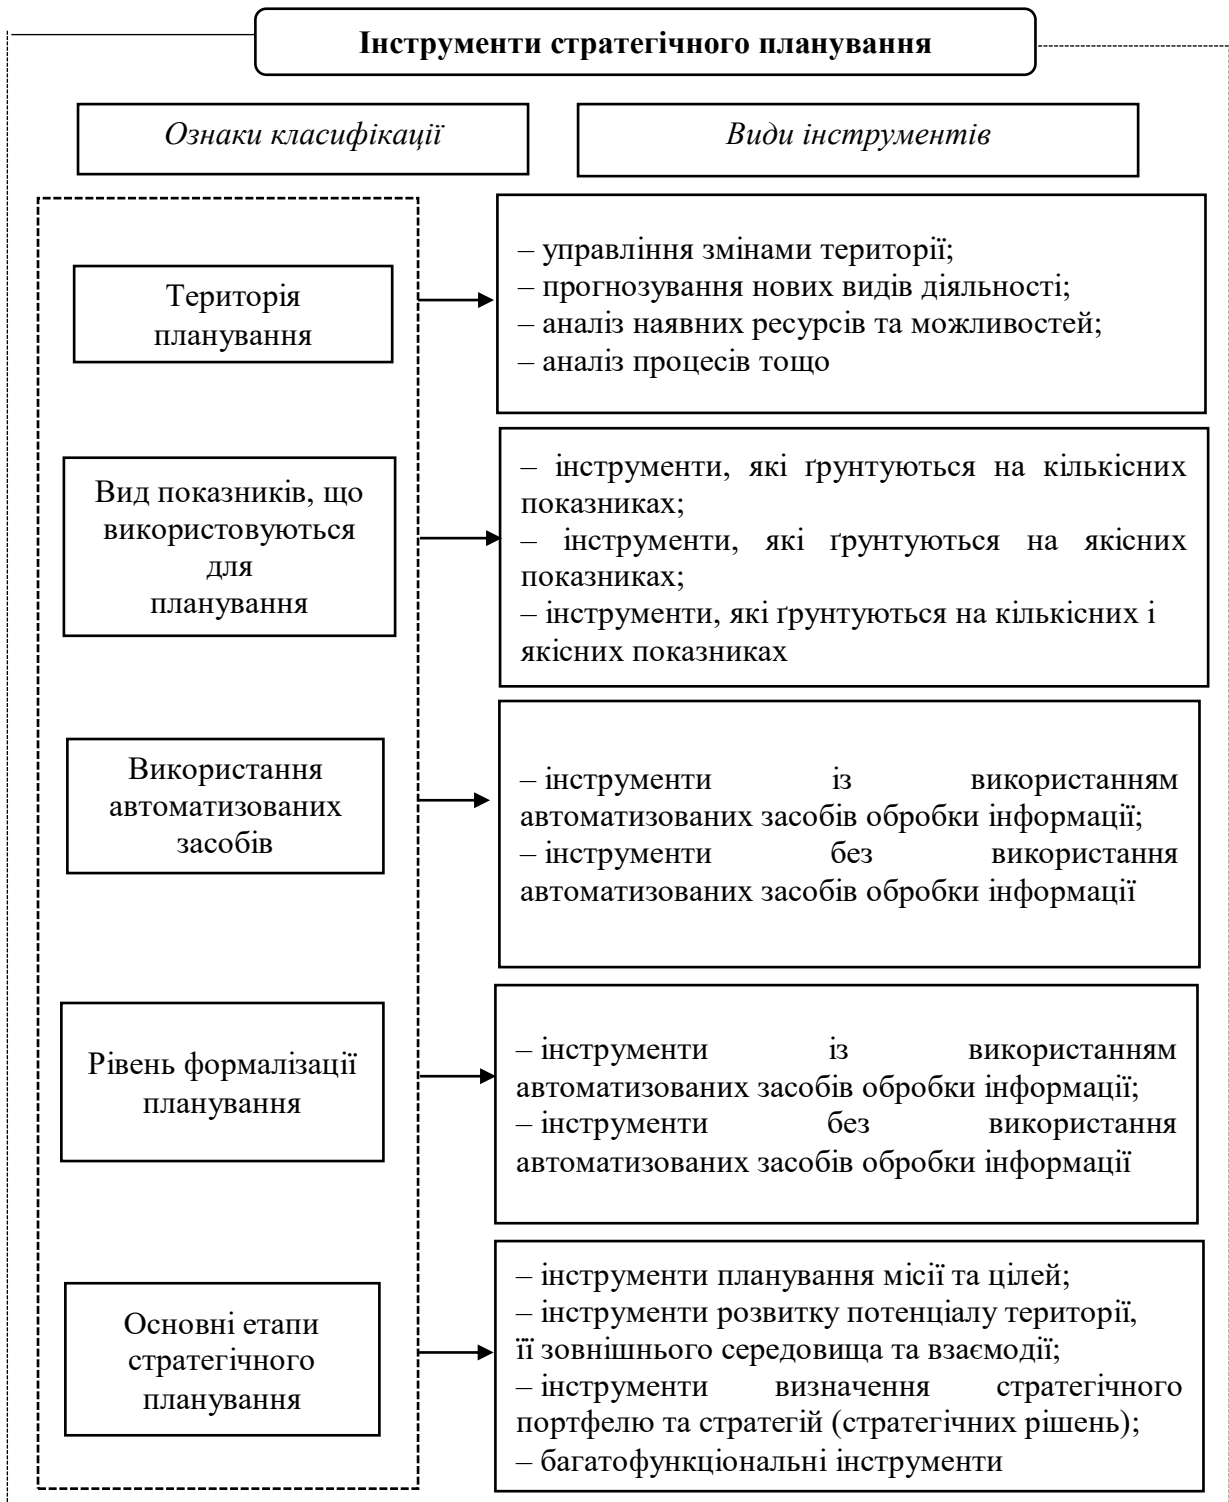 Інструменти стратегічного планування
Ознаки класифікації
Види інструментів
Територія
планування
– управління змінами території;
– прогнозування нових видів діяльності;
– аналіз наявних ресурсів та можливостей;
– аналіз процесів тощо
Вид показників, що
використовуються
для
планування
– інструменти, які ґрунтуються на кількісних
показниках;
– інструменти, які ґрунтуються на якісних
показниках;
– інструменти, які ґрунтуються на кількісних і
якісних показниках
Використання
автоматизованих
засобів
– інструменти із використанням
автоматизованих засобів обробки інформації;
– інструменти без використання
автоматизованих засобів обробки інформації
Рівень формалізації
планування
– інструменти із використанням
автоматизованих засобів обробки інформації;
– інструменти без використання
автоматизованих засобів обробки інформації
Основні етапи
стратегічного
планування
– інструменти планування місії та цілей;
– інструменти розвитку потенціалу території,
її зовнішнього середовища та взаємодії;
– інструменти визначення стратегічного
портфелю та стратегій (стратегічних рішень);
– багатофункціональні інструменти